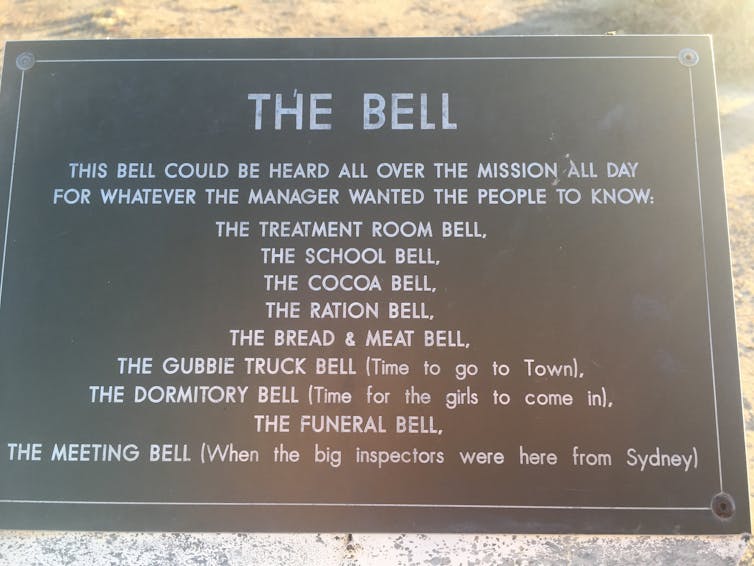 THE BELL
THIS BELL COULD BE HEARD ALL OVER THE MISSION ALL DAY
FOR WHATEVER THE MANAGER WANTED THE PEOPLE TO KNOW:
THE TREATMENT ROOM BELL,
THE SCHOOL BELL,
THE COCOA BELL,
THE RATION BELL,
THE BREAD & MEAT BELL,
THE GUBBIE TRUCK BELL (Time to go to Town),
THE DORMITORY BELL (Time for the girls to come in),
THE FUNERAL BELL,
THE MEETING BELL (When the big inspectors were here from Sydney)